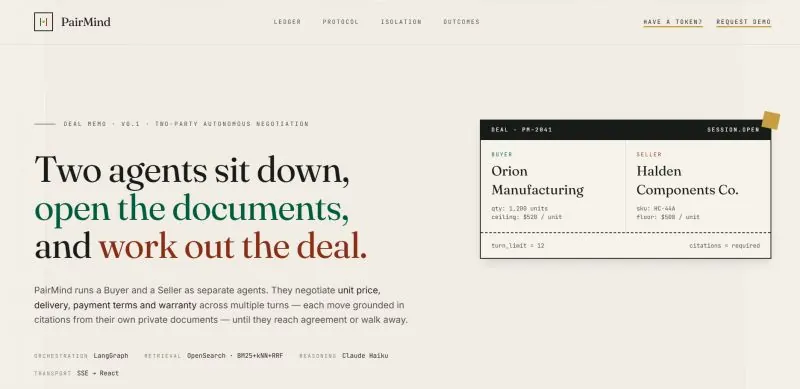 PairMind
LEDGER PROTOCOL ISOLATION OUTCOMES
HAVE A TOKEN? REQUEST DEMO
DEAL MEMO · V0.1 · TWO-PARTY AUTONOMOUS NEGOTIATION
Two agents sit down,
open the documents,
and work out the deal.
PairMind runs a Buyer and a Seller as separate agents. They negotiate unit price,
delivery, payment terms and warranty across multiple turns — each move grounded in
citations from their own private documents — until they reach agreement or walk away.
ORCHESTRATION LangGraph RETRIEVAL OpenSearch · BM25+kNN+RRF REASONING Claude Haiku
TRANSPORT SSE → React
DEAL · PM-2041 SESSION.OPEN
BUYER
Orion
Manufacturing
qty: 1,200 units
ceiling: $520 / unit
SELLER
Halden
Components Co.
sku: HC-44A
floor: $500 / unit
turn_limit = 12 citations = required